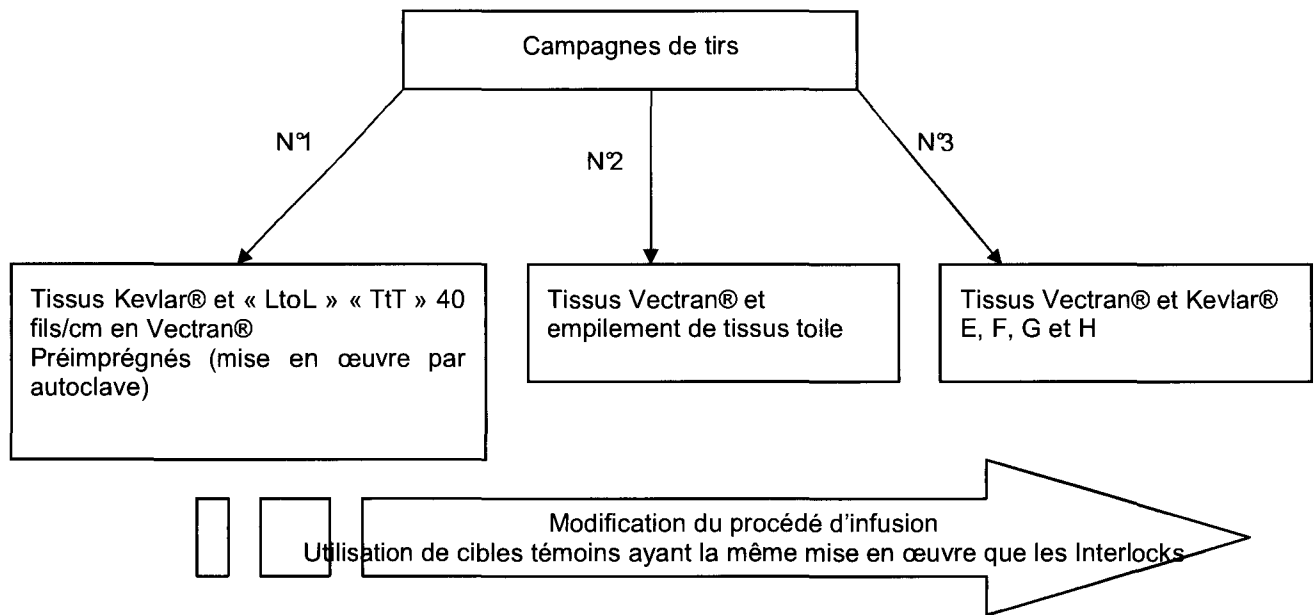 Campagnes de tirs
N°1
N°2
N°3
Tissus Kevlar® et « LtoL » « TtT » 40
fils/cm en Vectran®
Préimprégnés (mise en œuvre par
autoclave)
Tissus Vectran® et
empilement de tissus toile
Tissus Vectran® et Kevlar®
E, F, G et H
Modification du procédé d'infusion
Utilisation de cibles témoins ayant la même mise en œuvre que les Interlocks